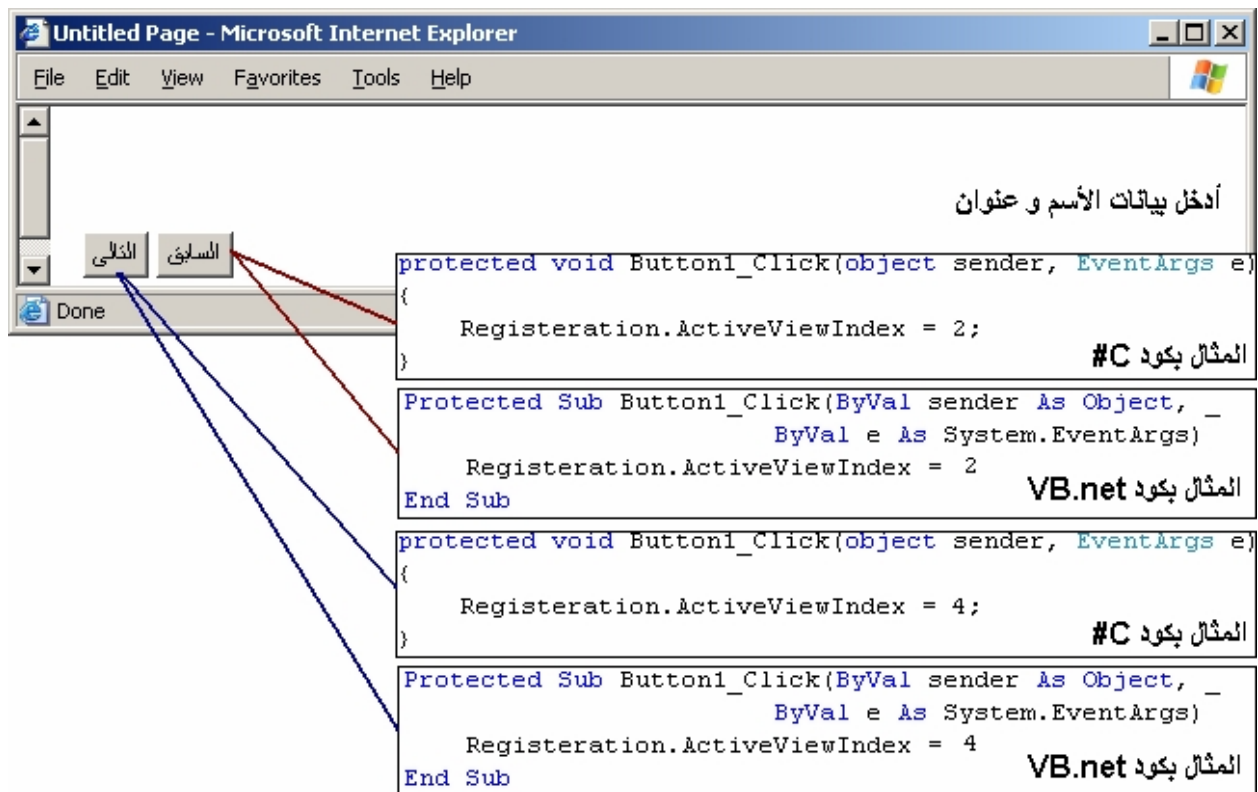 Untitled Page - Microsoft Internet Explorer
File Edit View Favorites Tools Help
أدخل بيانات الأسم و عنوان
السابق
التالى
Done
protected void Button1_Click(object sender, EventArgs e)
{
Registeration.ActiveViewIndex = 2;
}
المثال بكود C#
Protected Sub Button1_Click(ByVal sender As Object, _
ByVal e As System.EventArgs)
Registeration.ActiveViewIndex = 2
End Sub
المثال بكود VB.net
protected void Button1_Click(object sender, EventArgs e)
{
Registeration.ActiveViewIndex = 4;
}
المثال بكود C#
Protected Sub Button1_Click(ByVal sender As Object, _
ByVal e As System.EventArgs)
Registeration.ActiveViewIndex = 4
End Sub
المثال بكود VB.net